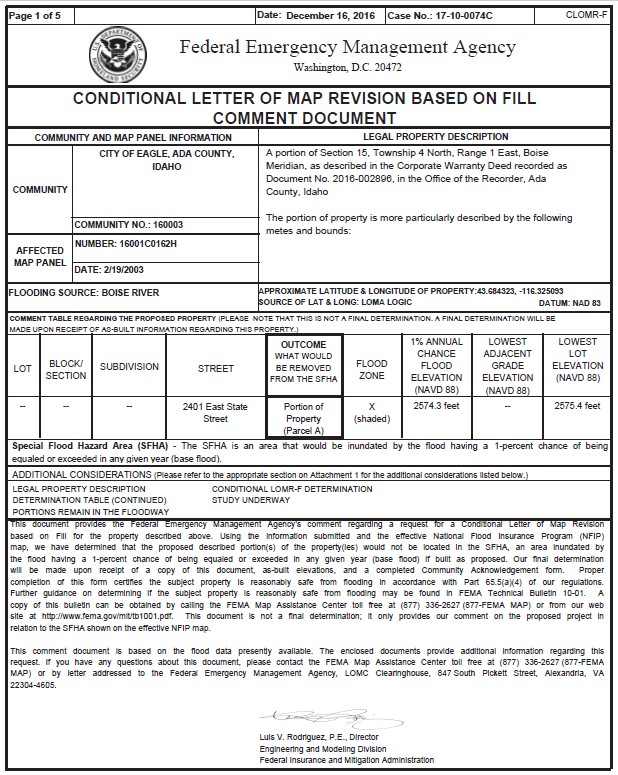 Page 1 of 5
Date: December 16, 2016
Case No.: 17-10-0074C
CLOMR-F
Federal Emergency Management Agency
Washington, D.C. 20472
CONDITIONAL LETTER OF MAP REVISION BASED ON FILL
COMMENT DOCUMENT
COMMUNITY AND MAP PANEL INFORMATION
LEGAL PROPERTY DESCRIPTION
COMMUNITY
CITY OF EAGLE, ADA COUNTY,
IDAHO
COMMUNITY NO.: 160003
A portion of Section 15, Township 4 North, Range 1 East, Boise
Meridian, as described in the Corporate Warranty Deed recorded as
Document No. 2016-002896, in the Office of the Recorder, Ada
County, Idaho
The portion of property is more particularly described by the following
metes and bounds:
AFFECTED
MAP PANEL
NUMBER: 16001C0162H
DATE: 2/19/2003
FLOODING SOURCE: BOISE RIVER
APPROXIMATE LATITUDE & LONGITUDE OF PROPERTY:43.684323, -116.325093
SOURCE OF LAT & LONG: LOMA LOGIC
DATUM: NAD 83
COMMENT TABLE REGARDING THE PROPOSED PROPERTY (PLEASE NOTE THAT THIS IS NOT A FINAL DETERMINATION. A FINAL DETERMINATION WILL BE
MADE UPON RECEIPT OF AS-BUILT INFORMATION REGARDING THIS PROPERTY.)
LOT
BLOCK/
SECTION
SUBDIVISION
STREET
OUTCOME
WHAT WOULD
BE REMOVED
FROM THE SFHA
FLOOD
ZONE
1% ANNUAL
CHANCE
FLOOD
ELEVATION
(NAVD 88)
LOWEST
ADJACENT
GRADE
ELEVATION
(NAVD 88)
LOWEST
LOT
ELEVATION
(NAVD 88)
--
--
--
2401 East State
Street
Portion of
Property
(Parcel A)
X
(shaded)
2574.3 feet
--
2575.4 feet
Special Flood Hazard Area (SFHA) - The SFHA is an area that would be inundated by the flood having a 1-percent chance of being
equaled or exceeded in any given year (base flood).
ADDITIONAL CONSIDERATIONS (Please refer to the appropriate section on Attachment 1 for the additional considerations listed below.)
LEGAL PROPERTY DESCRIPTION
DETERMINATION TABLE (CONTINUED)
PORTIONS REMAIN IN THE FLOODWAY
CONDITIONAL LOMR-F DETERMINATION
STUDY UNDERWAY
This document provides the Federal Emergency Management Agency's comment regarding a request for a Conditional Letter of Map Revision
based on Fill for the property described above. Using the information submitted and the effective National Flood Insurance Program (NFIP)
map, we have determined that the proposed described portion(s) of the property(ies) would not be located in the SFHA, an area inundated by
the flood having a 1-percent chance of being equaled or exceeded in any given year (base flood) if built as proposed. Our final determination
will be made upon receipt of a copy of this document, as-built elevations, and a completed Community Acknowledgement form. Proper
completion of this form certifies the subject property is reasonably safe from flooding in accordance with Part 65.5(a)(4) of our regulations.
Further guidance on determining if the subject property is reasonably safe from flooding may be found in FEMA Technical Bulletin 10-01. A
copy of this bulletin can be obtained by calling the FEMA Map Assistance Center toll free at (877) 336-2627 (877-FEMA MAP) or from our web
site at http://www.fema.gov/mit/tb1001.pdf. This document is not a final determination; it only provides our comment on the proposed project in
relation to the SFHA shown on the effective NFIP map.
This comment document is based on the flood data presently available. The enclosed documents provide additional information regarding this
request. If you have any questions about this document, please contact the FEMA Map Assistance Center toll free at (877) 336-2627 (877-FEMA
MAP) or by letter addressed to the Federal Emergency Management Agency, LOMC Clearinghouse, 847 South Pickett Street, Alexandria, VA
22304-4605.
Luis V. Rodriguez, P.E., Director
Engineering and Modeling Division
Federal Insurance and Mitigation Administration